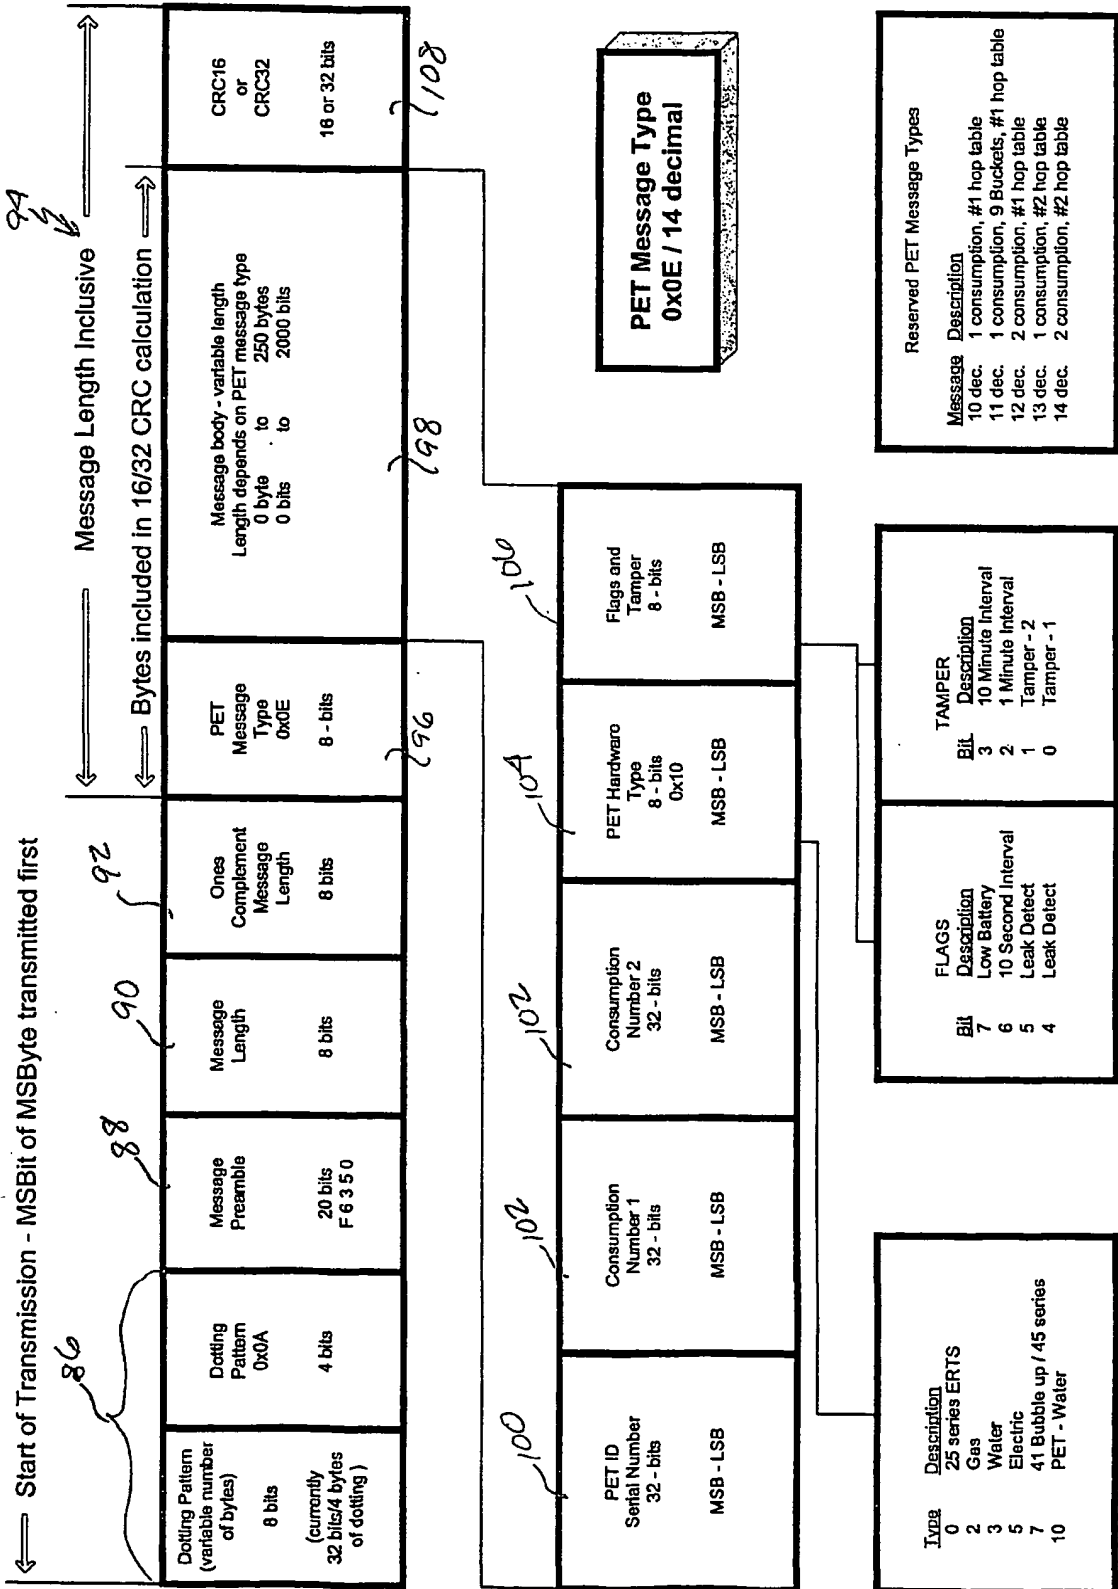 Start of Transmission - MSBit of MSByte transmitted first
94
Message Length Inclusive
Bytes included in 16/32 CRC calculation
86
88
90
92
Dotting Pattern
(variable number
of bytes)
8 bits
(currently
32 bits/4 bytes
of dotting )
Dotting
Pattern
0x0A
4 bits
Message
Preamble
20 bits
F 6 3 5 0
Message
Length
8 bits
Ones
Complement
Message
Length
8 bits
PET
Message
Type
0x0E
8 - bits
Message body - variable length
Length depends on PET message type
0 byte to 250 bytes
0 bits to 2000 bits
CRC16
or
CRC32
16 or 32 bits
96
98
108
100
102
102
104
106
PET ID
Serial Number
32 - bits
MSB - LSB
Consumption
Number 1
32 - bits
MSB - LSB
Consumption
Number 2
32 - bits
MSB - LSB
PET Hardware
Type
8 - bits
0x10
MSB - LSB
Flags and
Tamper
8 - bits
MSB - LSB
PET Message Type
0x0E / 14 decimal
Type Description
0 25 series ERTS
2 Gas
3 Water
5 Electric
7 41 Bubble up / 45 series
10 PET - Water
FLAGS
Bit Description
7 Low Battery
6 10 Second Interval
5 Leak Detect
4 Leak Detect
TAMPER
Bit Description
3 10 Minute Interval
2 1 Minute Interval
1 Tamper - 2
0 Tamper - 1
Reserved PET Message Types
Message Description
10 dec. 1 consumption, #1 hop table
11 dec. 1 consumption, 9 Buckets, #1 hop table
12 dec. 2 consumption, #1 hop table
13 dec. 1 consumption, #2 hop table
14 dec. 2 consumption, #2 hop table